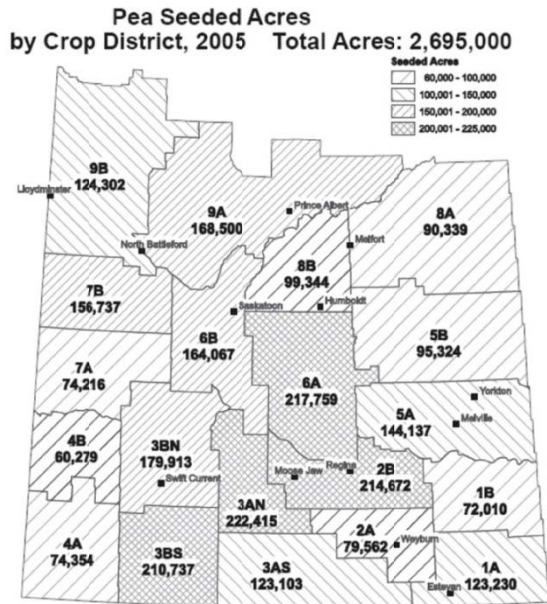 Pea Seeded Acres
by Crop District, 2005 Total Acres: 2,695,000
Seeded Acres
60,000 - 100,000
100,001 - 150,000
150,001 - 200,000
200,001 - 225,000
9B
124,302
Lloydminster
9A
168,500
Prince Albert
North Battleford
8A
90,339
Melfort
8B
99,344
Humboldt
7B
156,737
Saskatoon
6B
164,067
5B
95,324
7A
74,216
6A
217,759
Yorkton
5A
144,137
Melville
4B
60,279
3BN
179,913
Swift Current
Moose Jaw
Regina
2B
214,672
3AN
222,415
1B
72,010
2A
79,562
Weyburn
4A
74,354
3BS
210,737
3AS
123,103
1A
123,230
Estevan